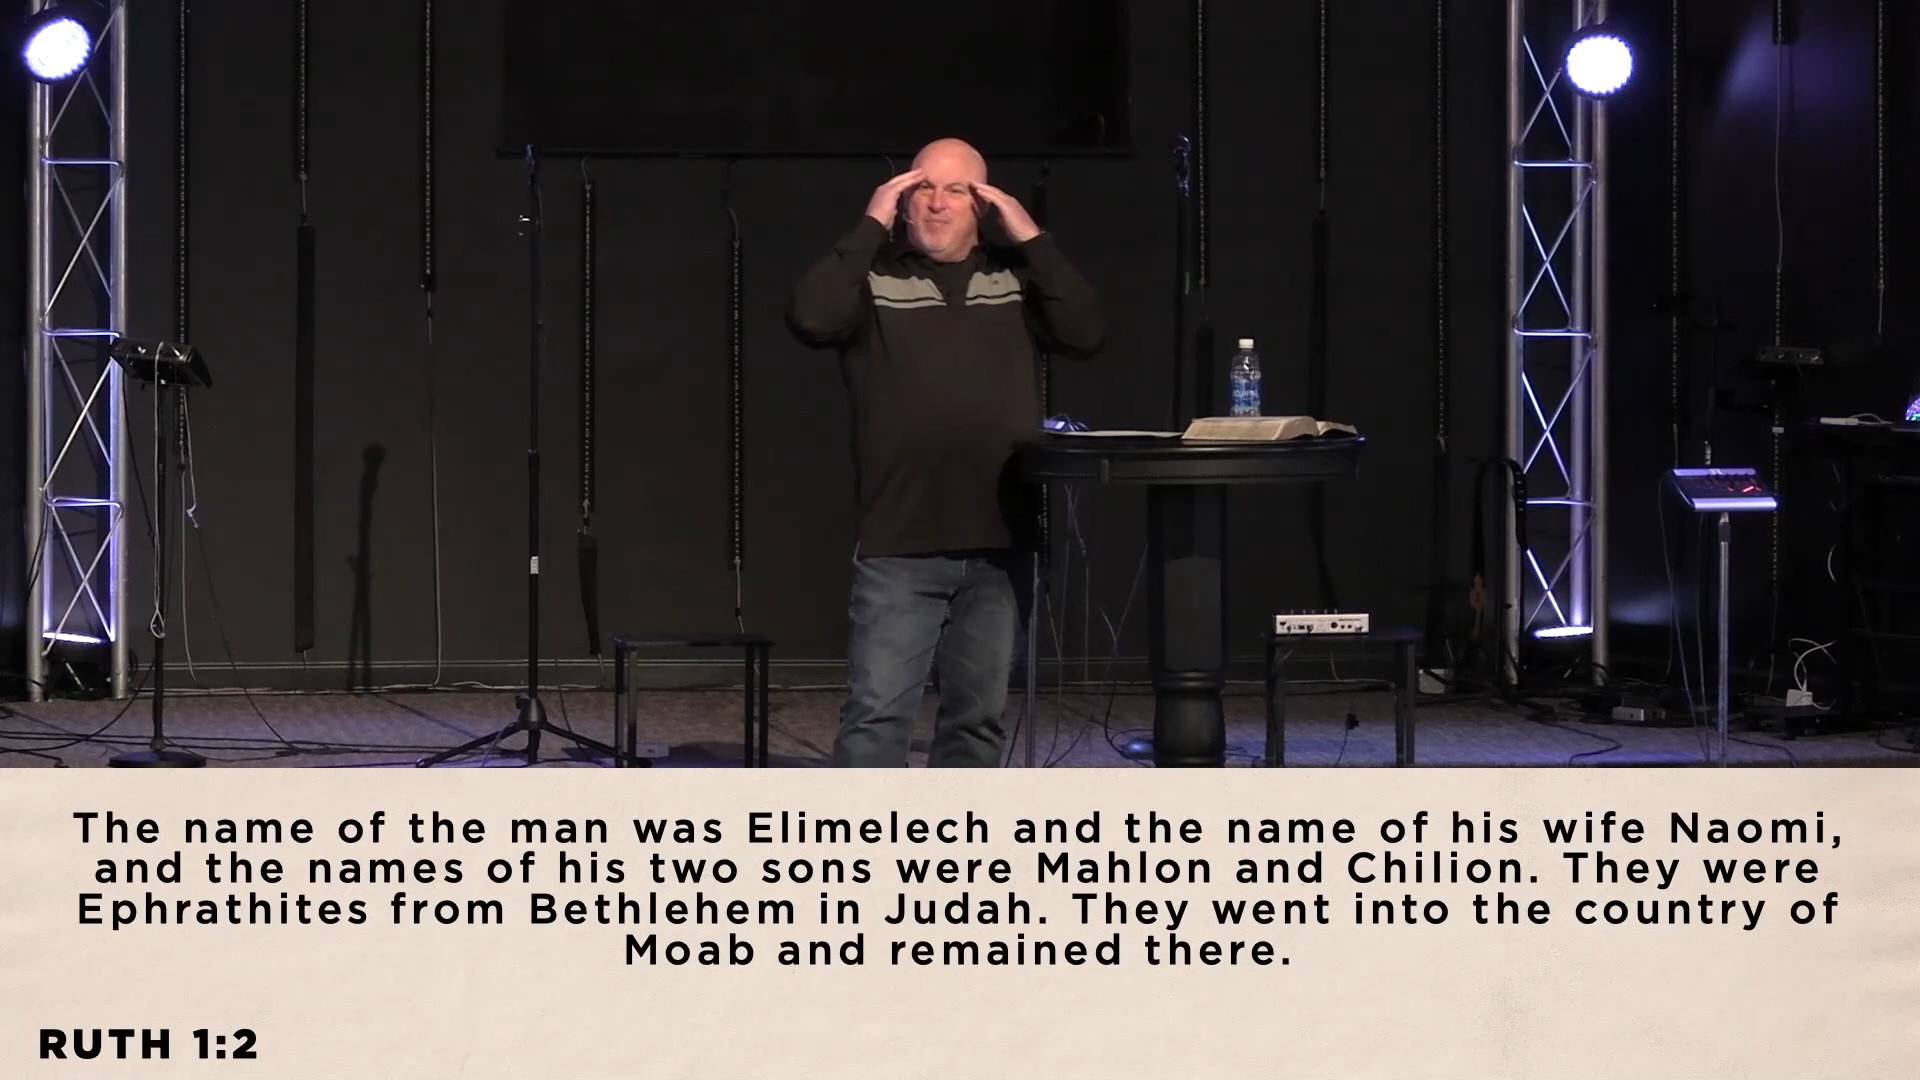 The name of the man was Elimelech and the name of his wife Naomi,
and the names of his two sons were Mahlon and Chilion. They were
Ephrathites from Bethlehem in Judah. They went into the country of
Moab and remained there.
RUTH 1:2